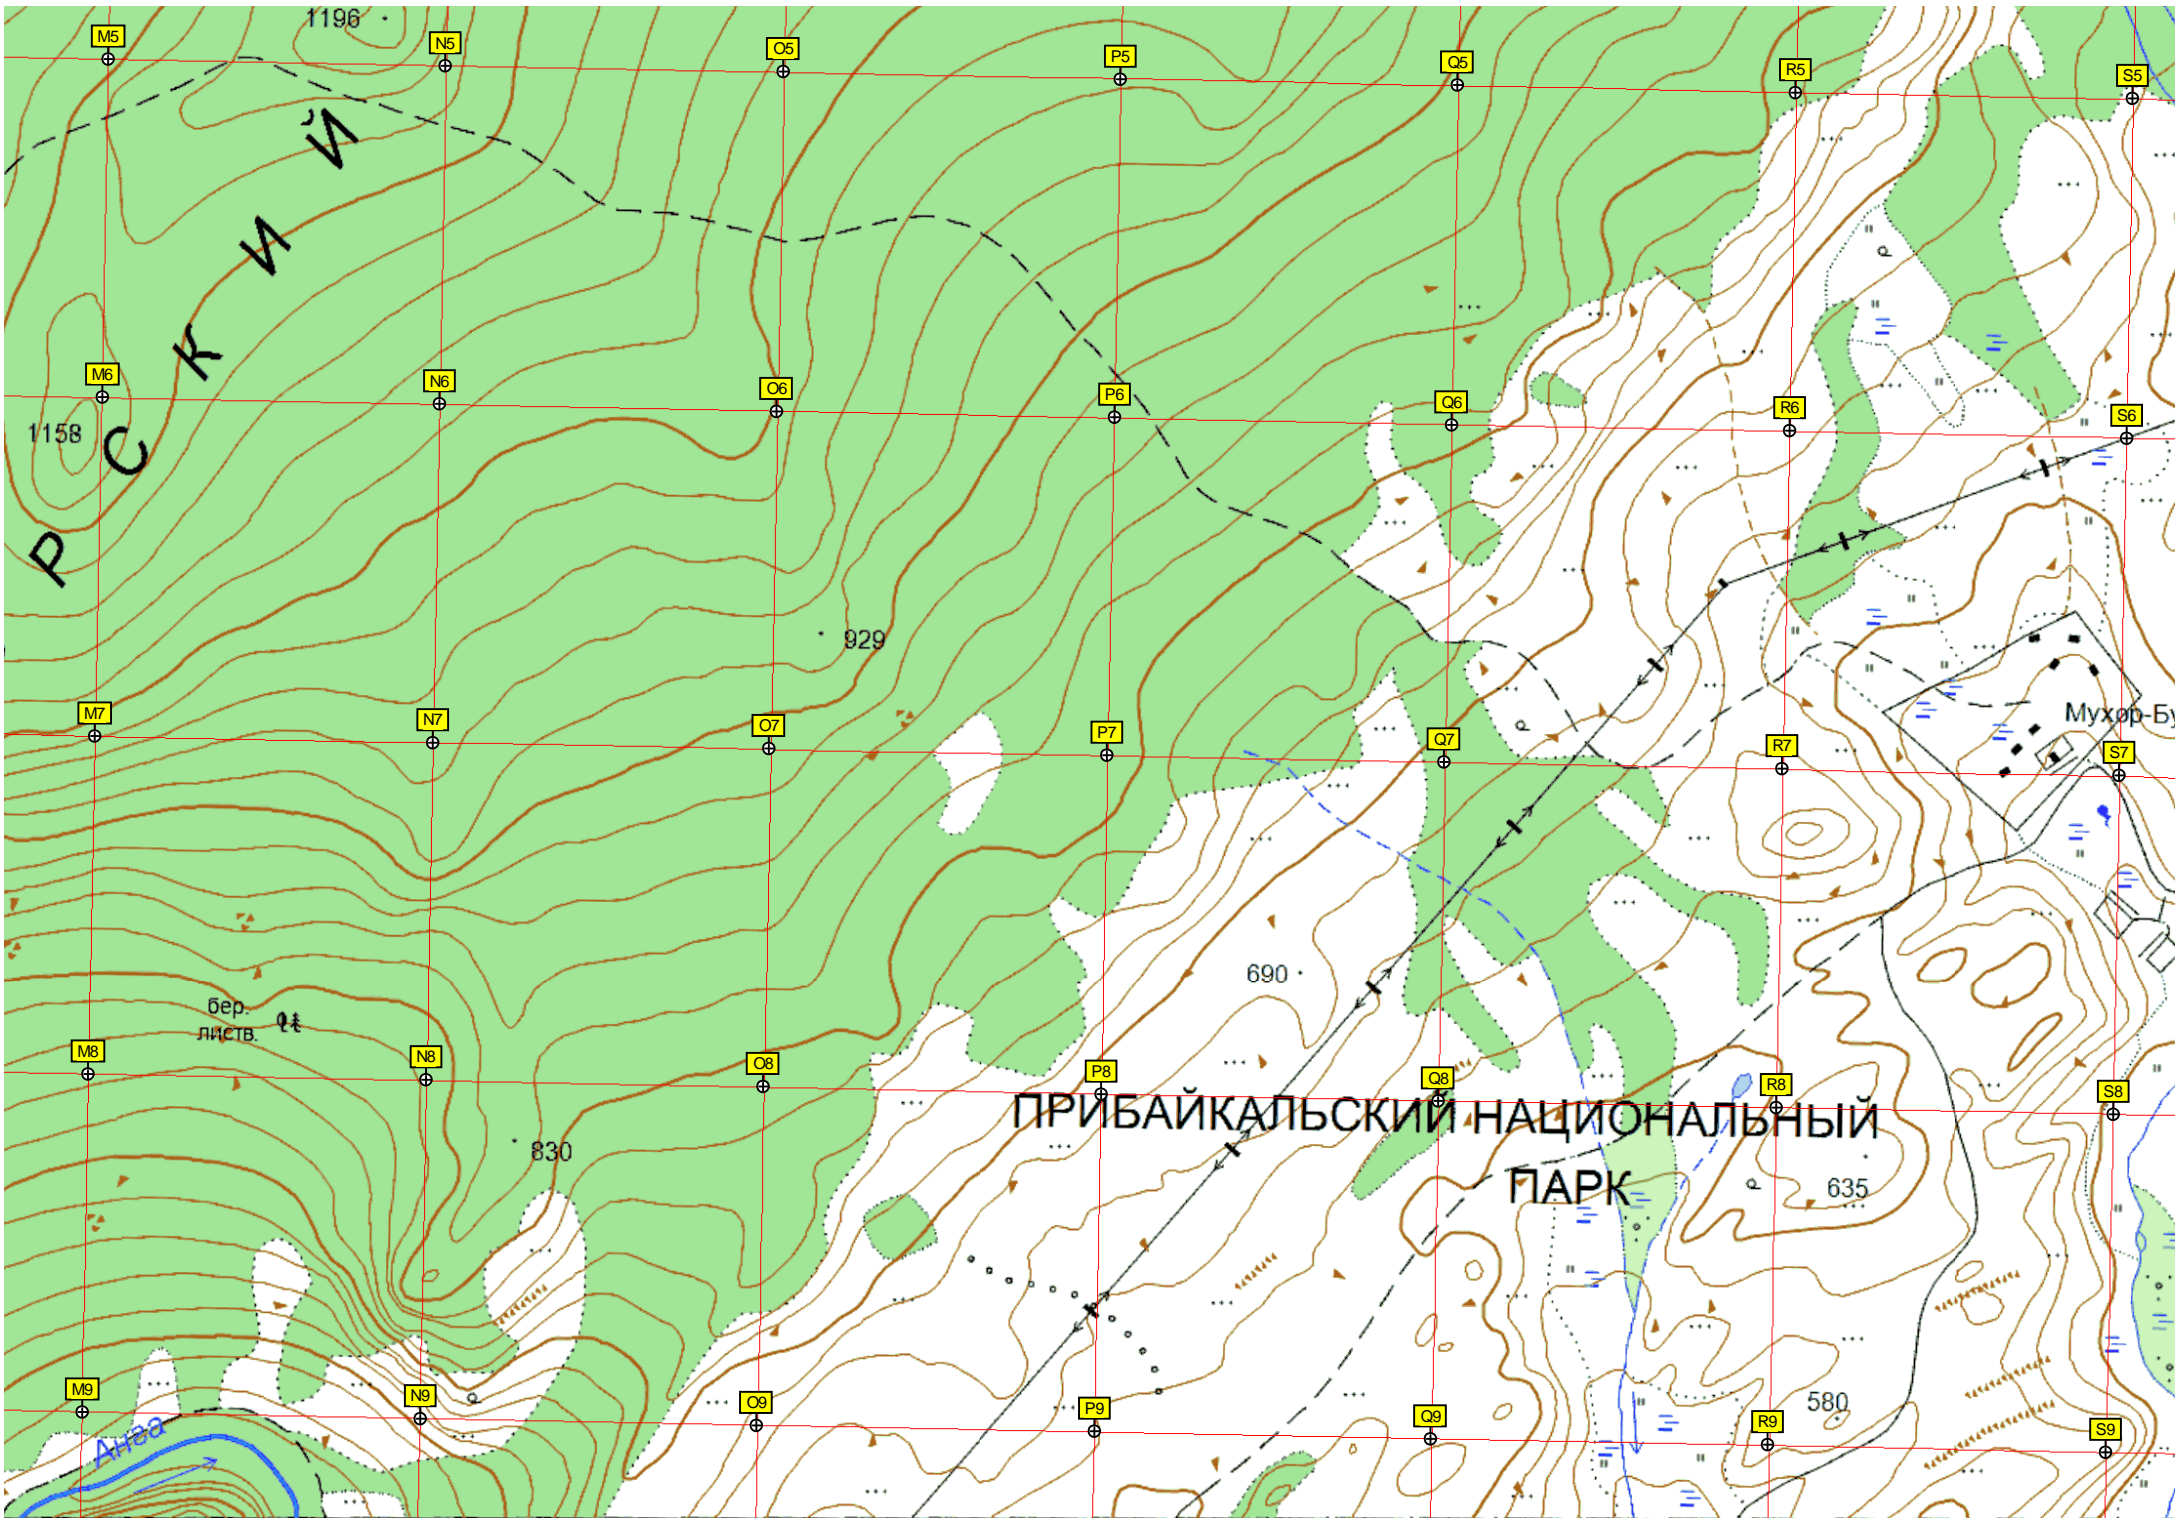 1196
M5
N5
O5
P5
Q5
R5
S5
Р С К И Й
M6
N6
O6
P6
Q6
R6
S6
1158
929
M7
N7
O7
P7
Q7
R7
S7
Мухор-Бу
690
бер.
листв.
M8
N8
O8
P8
Q8
R8
S8
ПРИБАЙКАЛЬСКИЙ НАЦИОНАЛЬНЫЙ
ПАРК
830
635
M9
N9
O9
P9
Q9
R9
S9
580
Анга